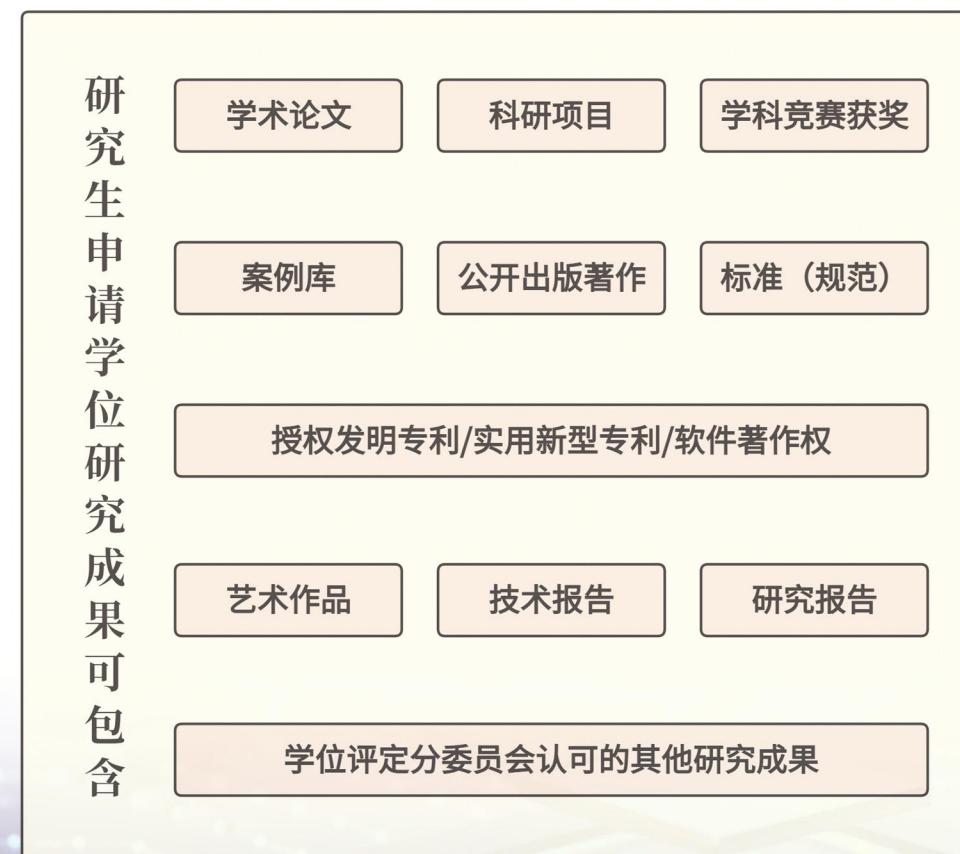 研究生申请学位研究成果可包含
学术论文
科研项目
学科竞赛获奖
案例库
公开出版著作
标准（规范）
授权发明专利/实用新型专利/软件著作权
艺术作品
技术报告
研究报告
学位评定分委员会认可的其他研究成果